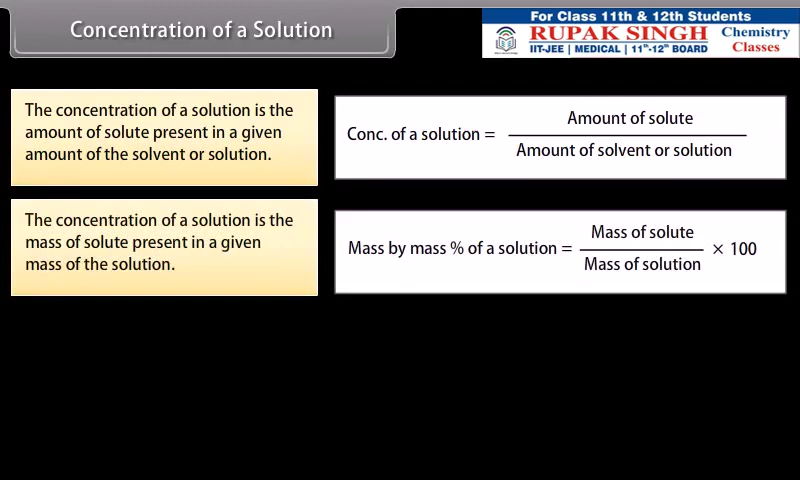 Concentration of a Solution
For Class 11th & 12th Students
RUPAK SINGH
Chemistry
Classes
IIT-JEE | MEDICAL | 11th-12th BOARD
The concentration of a solution is the
amount of solute present in a given
amount of the solvent or solution.
Conc. of a solution = Amount of solute
Amount of solvent or solution
The concentration of a solution is the
mass of solute present in a given
mass of the solution.
Mass by mass % of a solution = Mass of solute × 100
Mass of solution